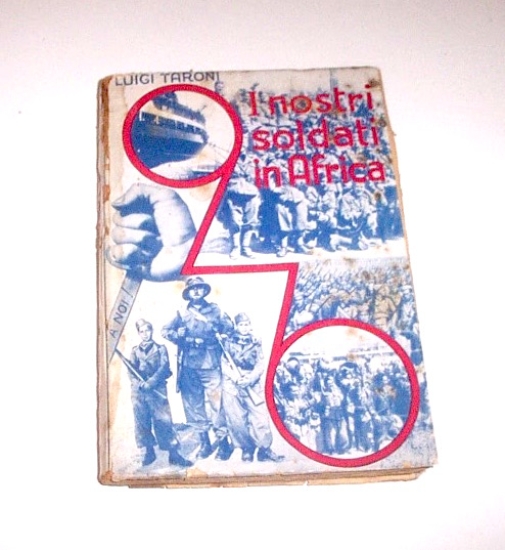 LUIGI TARONI
I nostri
soldati
in Africa
A NOI!